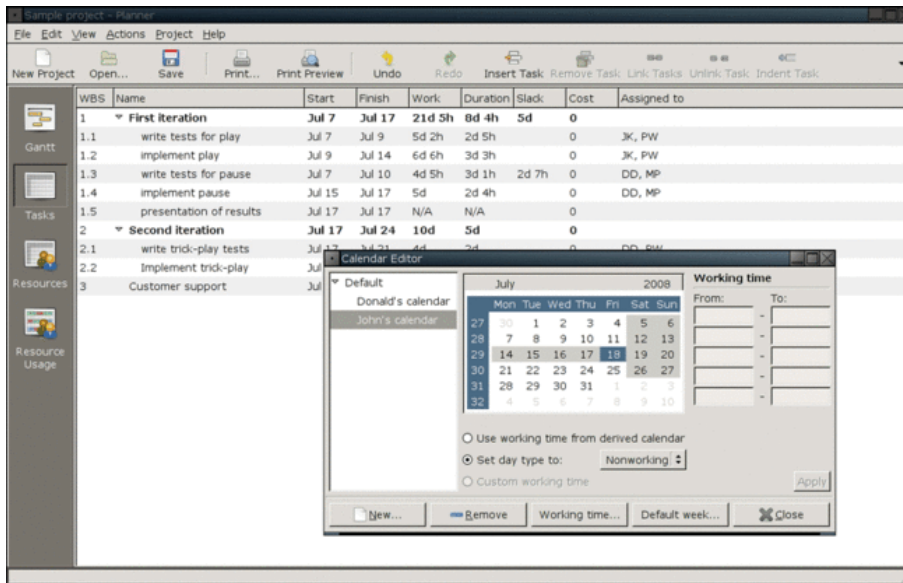 Sample project - Planner
File Edit View Actions Project Help
New Project Open... Save Print... Print Preview Undo Redo Insert Task Remove Task Link Tasks Unlink Task Indent Task
WBS Name Start Finish Work Duration Slack Cost Assigned to
1 First iteration Jul 7 Jul 17 21d 5h 8d 4h 5d 0
1.1 write tests for play Jul 7 Jul 9 5d 2h 2d 5h 0 JK, PW
1.2 implement play Jul 9 Jul 14 6d 6h 3d 3h 0 JK, PW
1.3 write tests for pause Jul 7 Jul 10 4d 5h 3d 1h 2d 7h 0 DD, MP
1.4 implement pause Jul 15 Jul 17 5d 2d 4h 0 DD, MP
1.5 presentation of results Jul 17 Jul 17 N/A N/A 0
2 Second iteration Jul 17 Jul 24 10d 5d 0
2.1 write trick-play tests Jul 17 Jul 21 4d 2d 0 DD, PW
2.2 Implement trick-play Jul
3 Customer support Jul
Gantt
Tasks
Resources
Resource
Usage
Calendar Editor
Default
Donald's calendar
John's calendar
July 2008
Mon Tue Wed Thu Fri Sat Sun
27 30 1 2 3 4 5 6
28 7 8 9 10 11 12 13
29 14 15 16 17 18 19 20
30 21 22 23 24 25 26 27
31 28 29 30 31 1 2 3
32 4 5 6 7 8 9 10
Working time
From: To:
-
-
-
-
-
Use working time from derived calendar
Set day type to: Nonworking
Custom working time
Apply
New... Remove Working time... Default week... Close